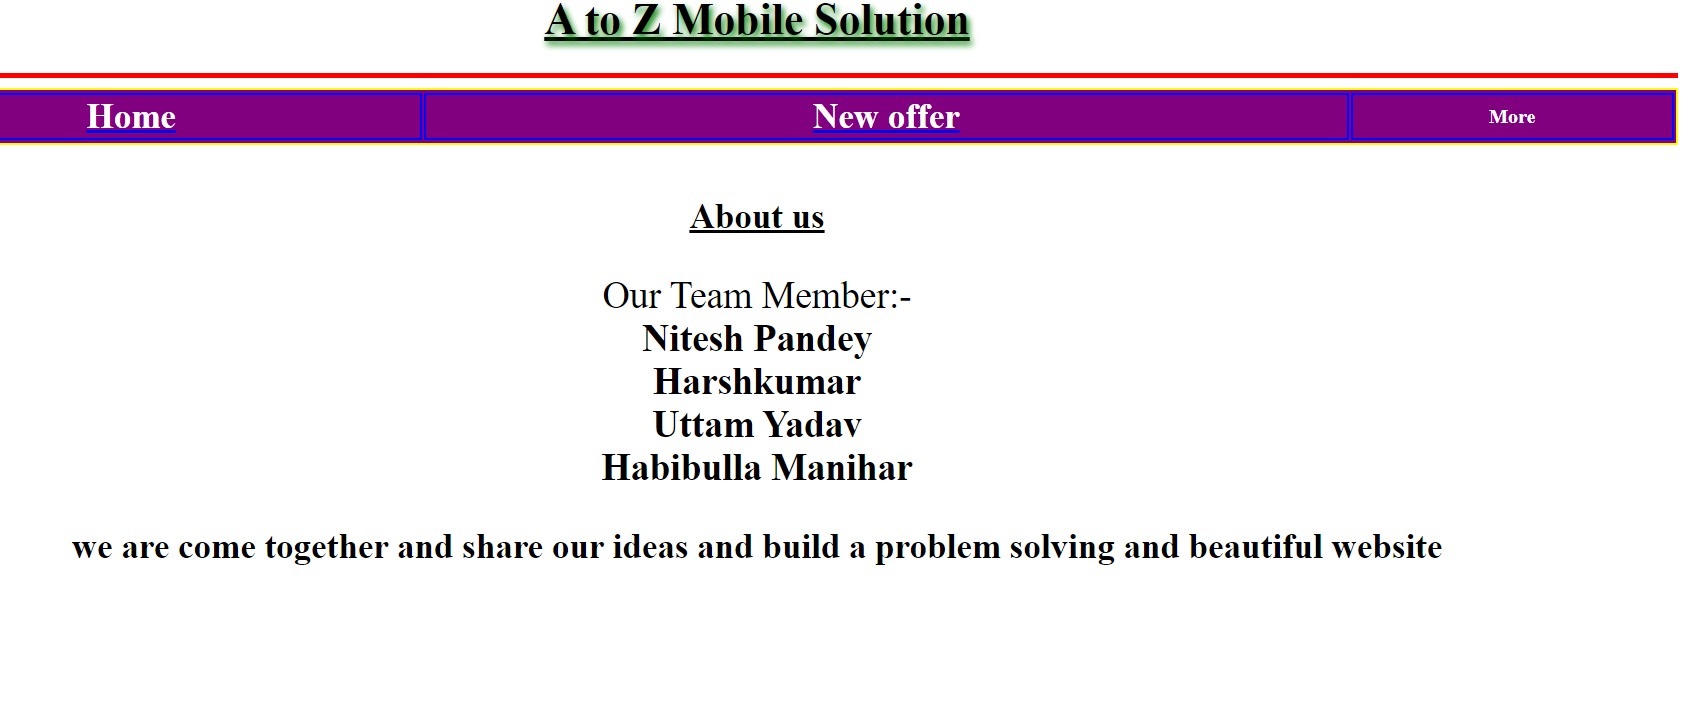 A to Z Mobile Solution
Home New offer More
About us
Our Team Member:-
Nitesh Pandey
Harshkumar
Uttam Yadav
Habibulla Manihar
we are come together and share our ideas and build a problem solving and beautiful website